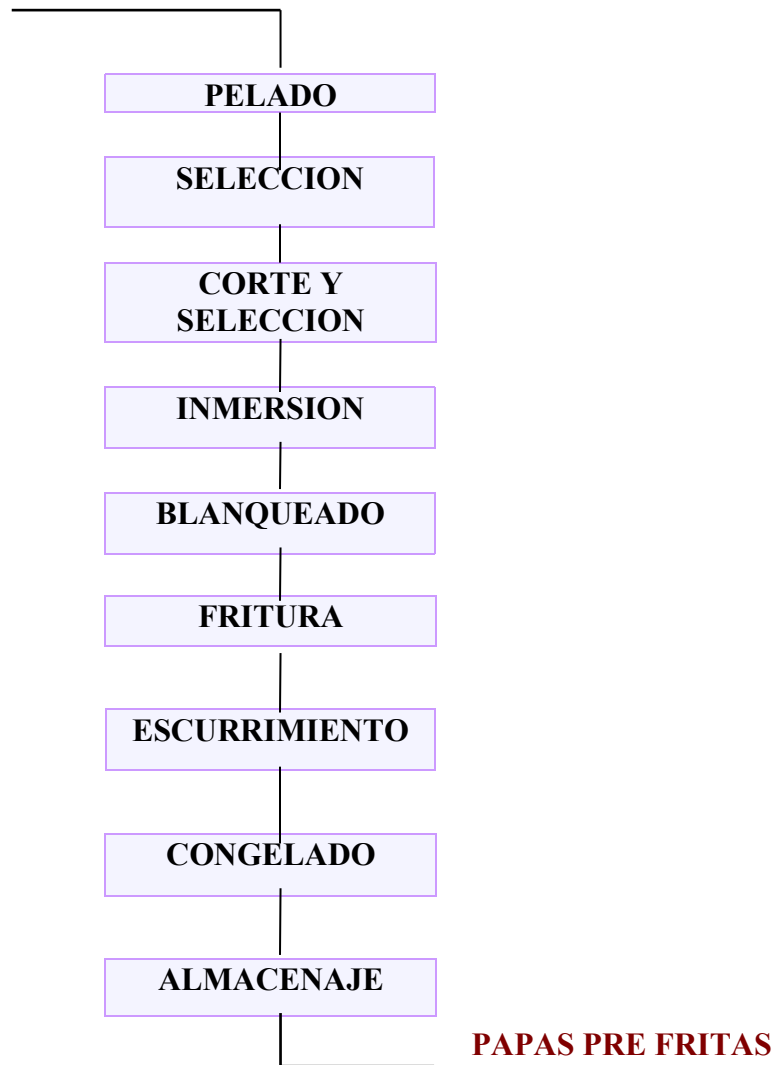 PELADO
SELECCION
CORTE Y
SELECCION
INMERSION
BLANQUEADO
FRITURA
ESCURRIMIENTO
CONGELADO
ALMACENAJE
PAPAS PRE FRITAS